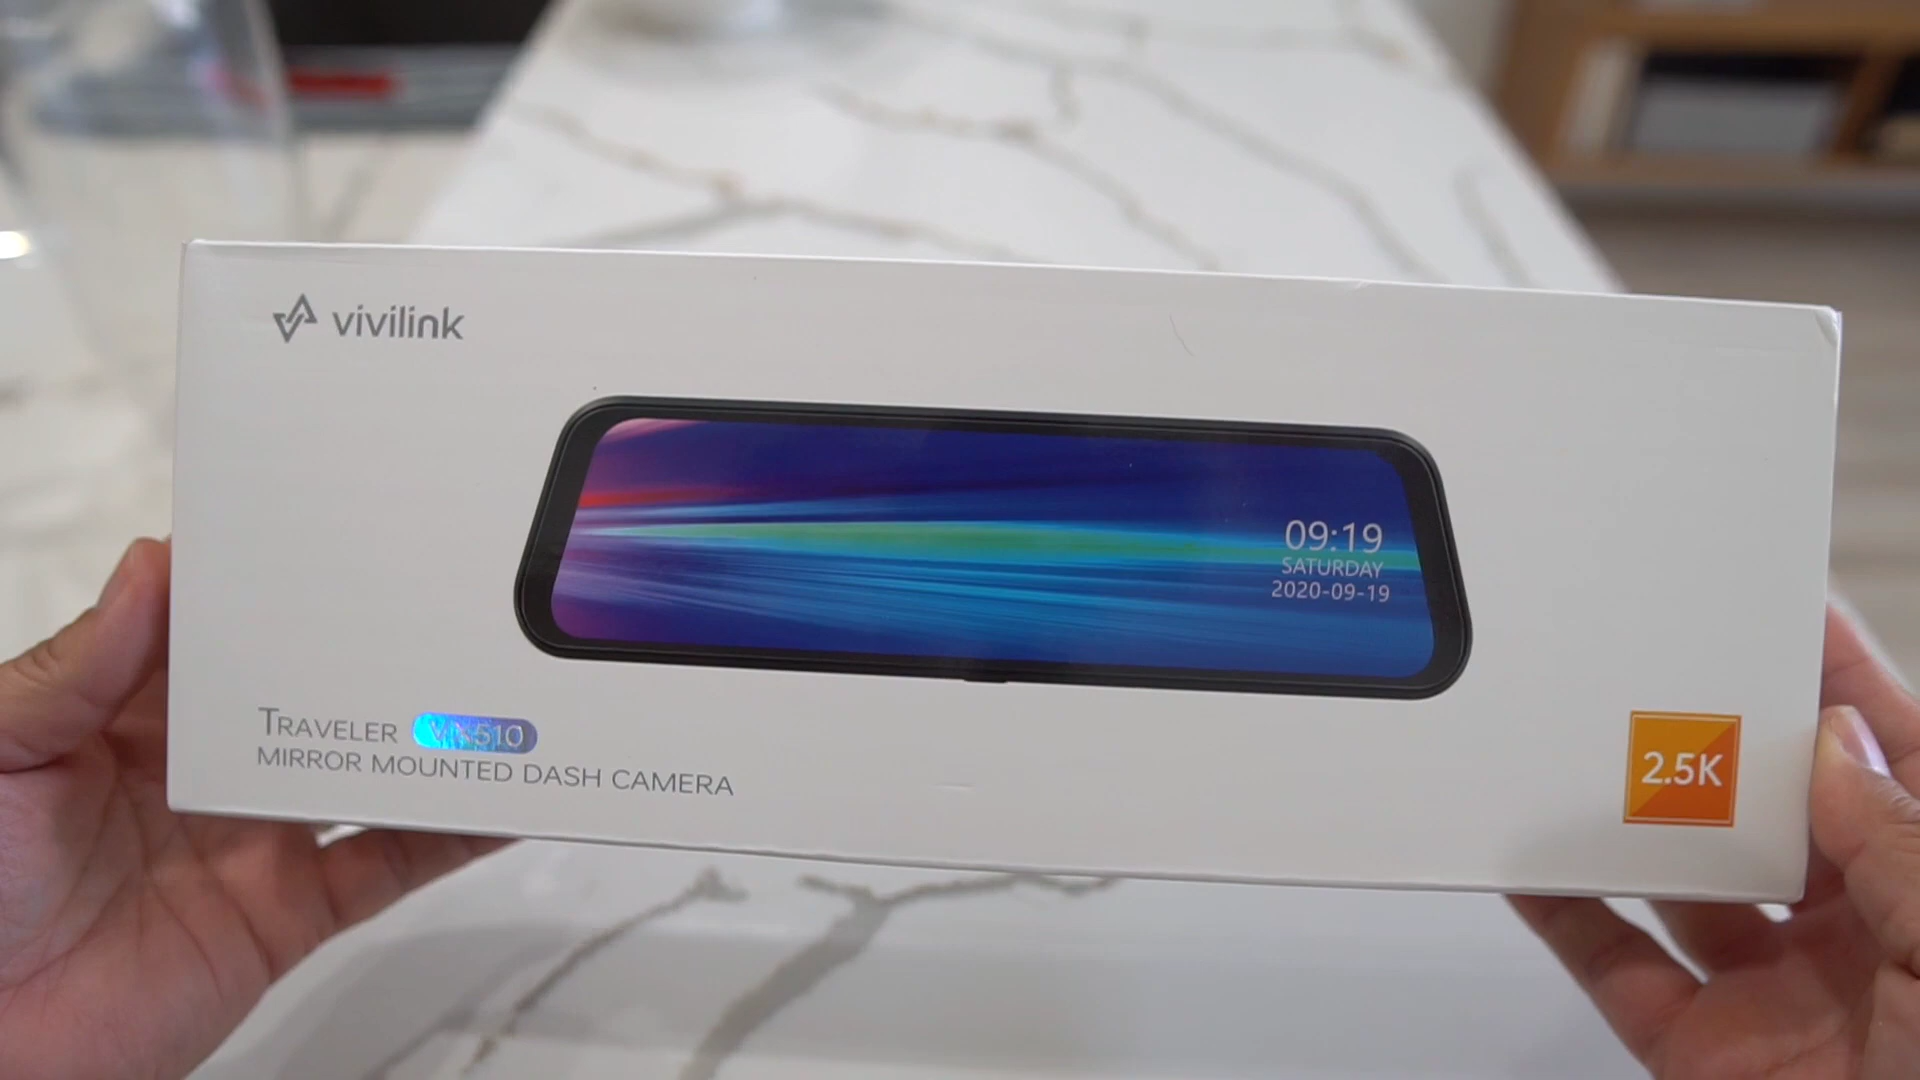 vivilink
09:19
SATURDAY
2020-09-19
TRAVELER
MIRROR MOUNTED DASH CAMERA
2.5K